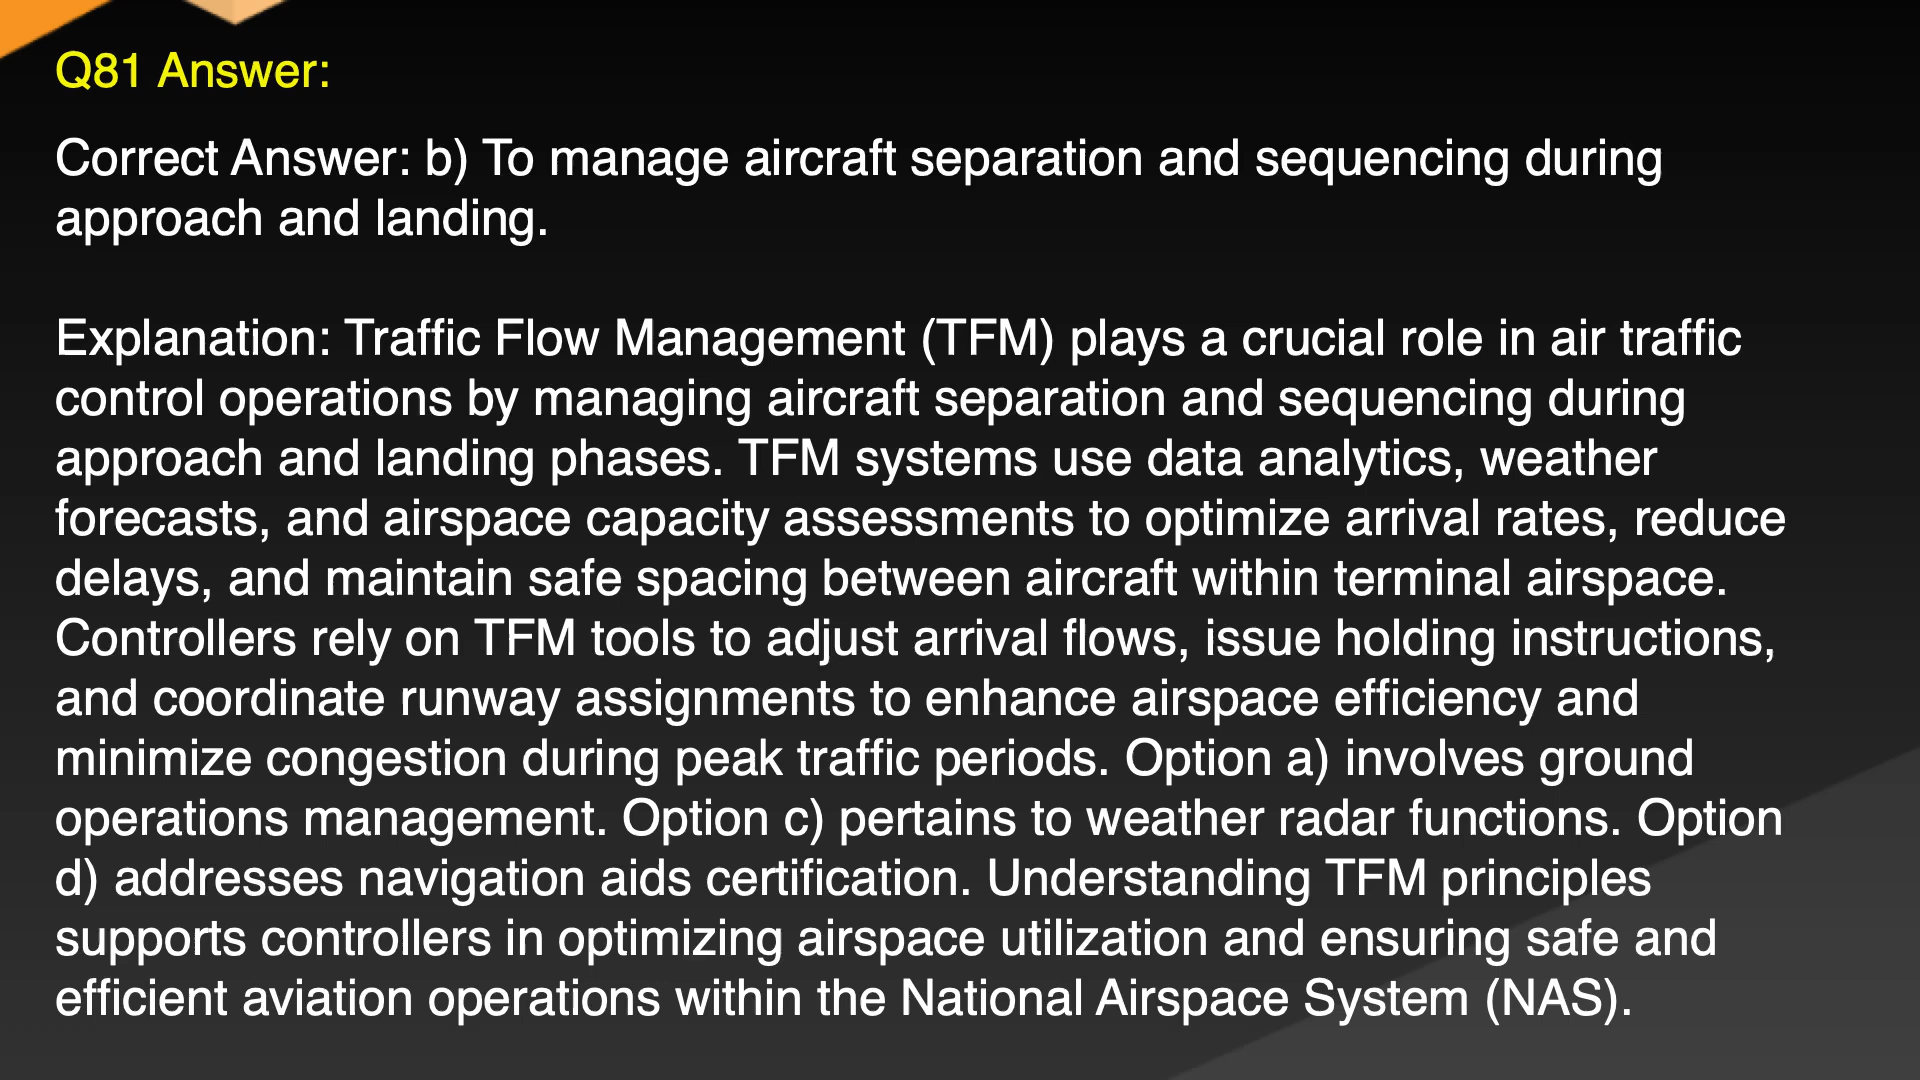 Q81 Answer:
Correct Answer: b) To manage aircraft separation and sequencing during
approach and landing.
Explanation: Traffic Flow Management (TFM) plays a crucial role in air traffic
control operations by managing aircraft separation and sequencing during
approach and landing phases. TFM systems use data analytics, weather
forecasts, and airspace capacity assessments to optimize arrival rates, reduce
delays, and maintain safe spacing between aircraft within terminal airspace.
Controllers rely on TFM tools to adjust arrival flows, issue holding instructions,
and coordinate runway assignments to enhance airspace efficiency and
minimize congestion during peak traffic periods. Option a) involves ground
operations management. Option c) pertains to weather radar functions. Option
d) addresses navigation aids certification. Understanding TFM principles
supports controllers in optimizing airspace utilization and ensuring safe and
efficient aviation operations within the National Airspace System (NAS).